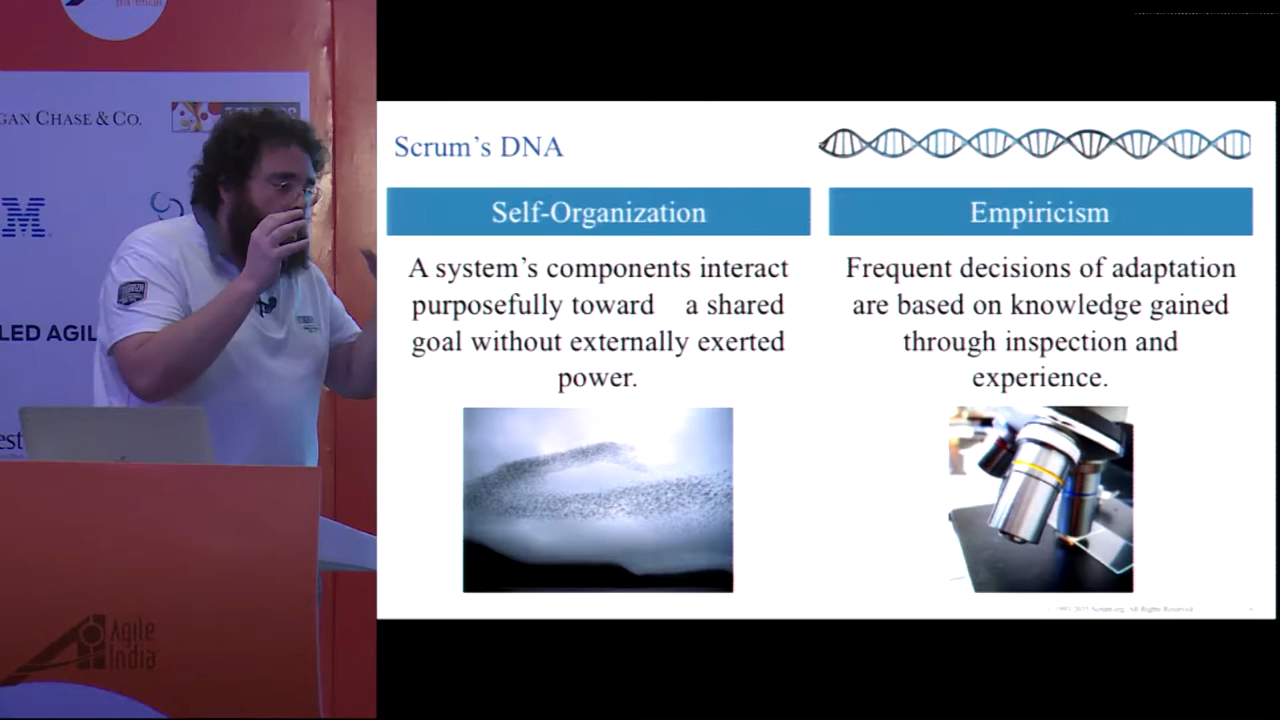 GAN CHASE & CO.
M
LED AGIL
est
Agile
India
Scrum's DNA
Self-Organization
A system's components interact
purposefully toward a shared
goal without externally exerted
power.
Empiricism
Frequent decisions of adaptation
are based on knowledge gained
through inspection and
experience.